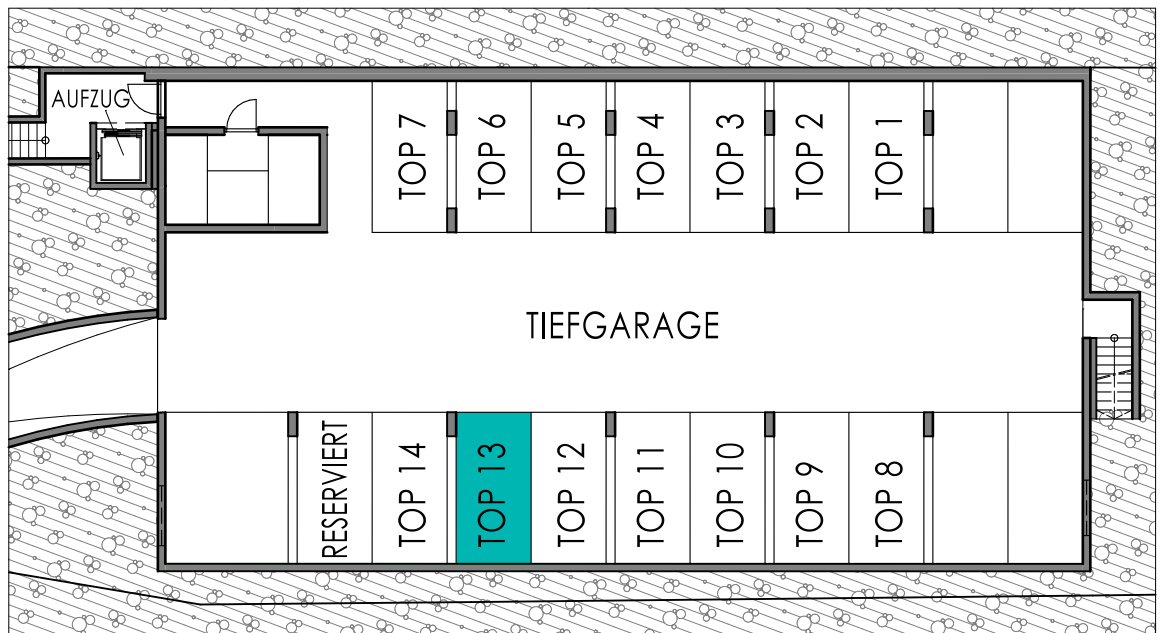 AUFZUG
TOP 7
TOP 6
TOP 5
TOP 4
TOP 3
TOP 2
TOP 1
TIEFGARAGE
RESERVIERT
TOP 14
TOP 13
TOP 12
TOP 11
TOP 10
TOP 9
TOP 8